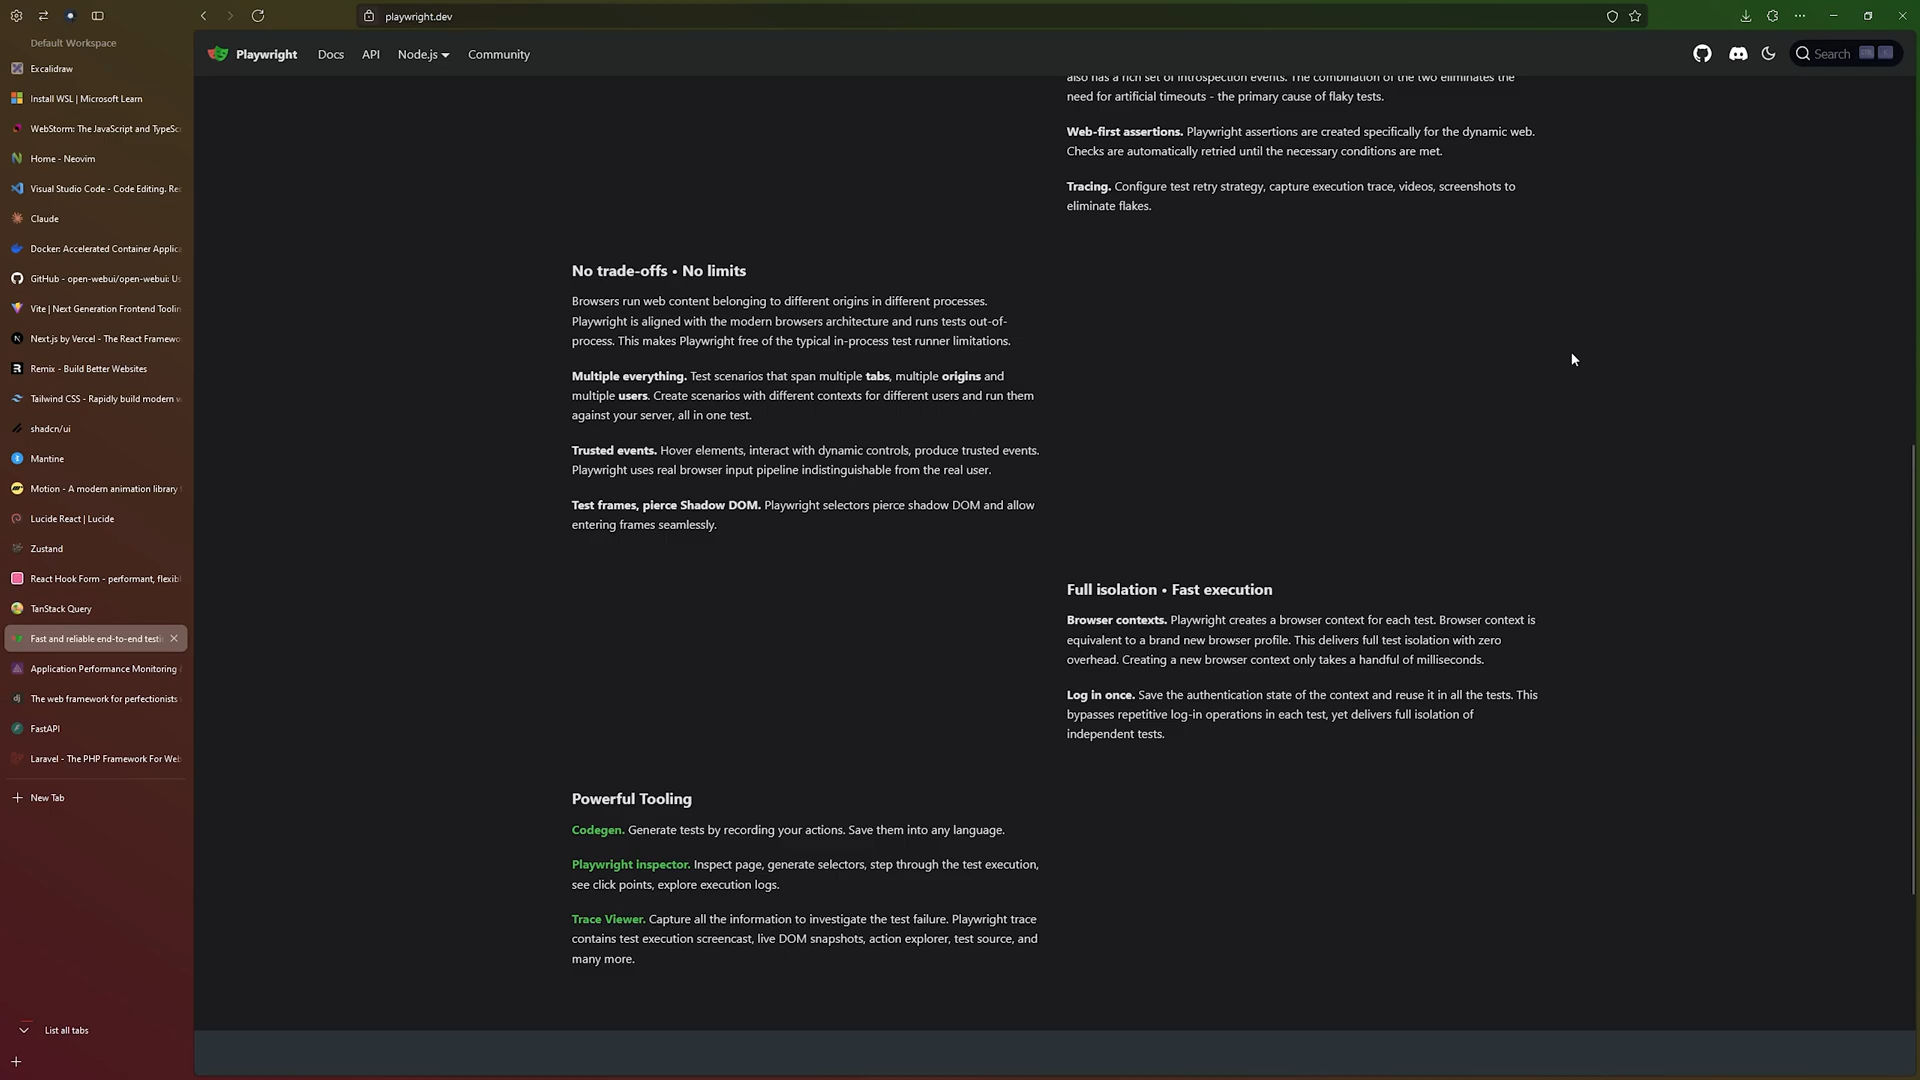 playwright.dev
Default Workspace
Excalidraw
Install WSL | Microsoft Learn
WebStorm: The JavaScript and TypeSc
Home - Neovim
Visual Studio Code - Code Editing. Re
Claude
Docker: Accelerated Container Applica
GitHub - open-webui/open-webui: Us
Vite | Next Generation Frontend Toolin
Next.js by Vercel - The React Framewo
Remix - Build Better Websites
Tailwind CSS - Rapidly build modern w
shadcn/ui
Mantine
Motion - A modern animation library
Lucide React | Lucide
Zustand
React Hook Form - performant, flexibl
TanStack Query
Fast and reliable end-to-end testi
Application Performance Monitoring
The web framework for perfectionists
FastAPI
Laravel - The PHP Framework For Web
New Tab
List all tabs
Playwright Docs API Node.js Community
Search CTRL K
also has a rich set of introspection events. The combination of the two eliminates the
need for artificial timeouts - the primary cause of flaky tests.
Web-first assertions. Playwright assertions are created specifically for the dynamic web.
Checks are automatically retried until the necessary conditions are met.
Tracing. Configure test retry strategy, capture execution trace, videos, screenshots to
eliminate flakes.
No trade-offs • No limits
Browsers run web content belonging to different origins in different processes.
Playwright is aligned with the modern browsers architecture and runs tests out-of-
process. This makes Playwright free of the typical in-process test runner limitations.
Multiple everything. Test scenarios that span multiple tabs, multiple origins and
multiple users. Create scenarios with different contexts for different users and run them
against your server, all in one test.
Trusted events. Hover elements, interact with dynamic controls, produce trusted events.
Playwright uses real browser input pipeline indistinguishable from the real user.
Test frames, pierce Shadow DOM. Playwright selectors pierce shadow DOM and allow
entering frames seamlessly.
Full isolation • Fast execution
Browser contexts. Playwright creates a browser context for each test. Browser context is
equivalent to a brand new browser profile. This delivers full test isolation with zero
overhead. Creating a new browser context only takes a handful of milliseconds.
Log in once. Save the authentication state of the context and reuse it in all the tests. This
bypasses repetitive log-in operations in each test, yet delivers full isolation of
independent tests.
Powerful Tooling
Codegen. Generate tests by recording your actions. Save them into any language.
Playwright inspector. Inspect page, generate selectors, step through the test execution,
see click points, explore execution logs.
Trace Viewer. Capture all the information to investigate the test failure. Playwright trace
contains test execution screencast, live DOM snapshots, action explorer, test source, and
many more.